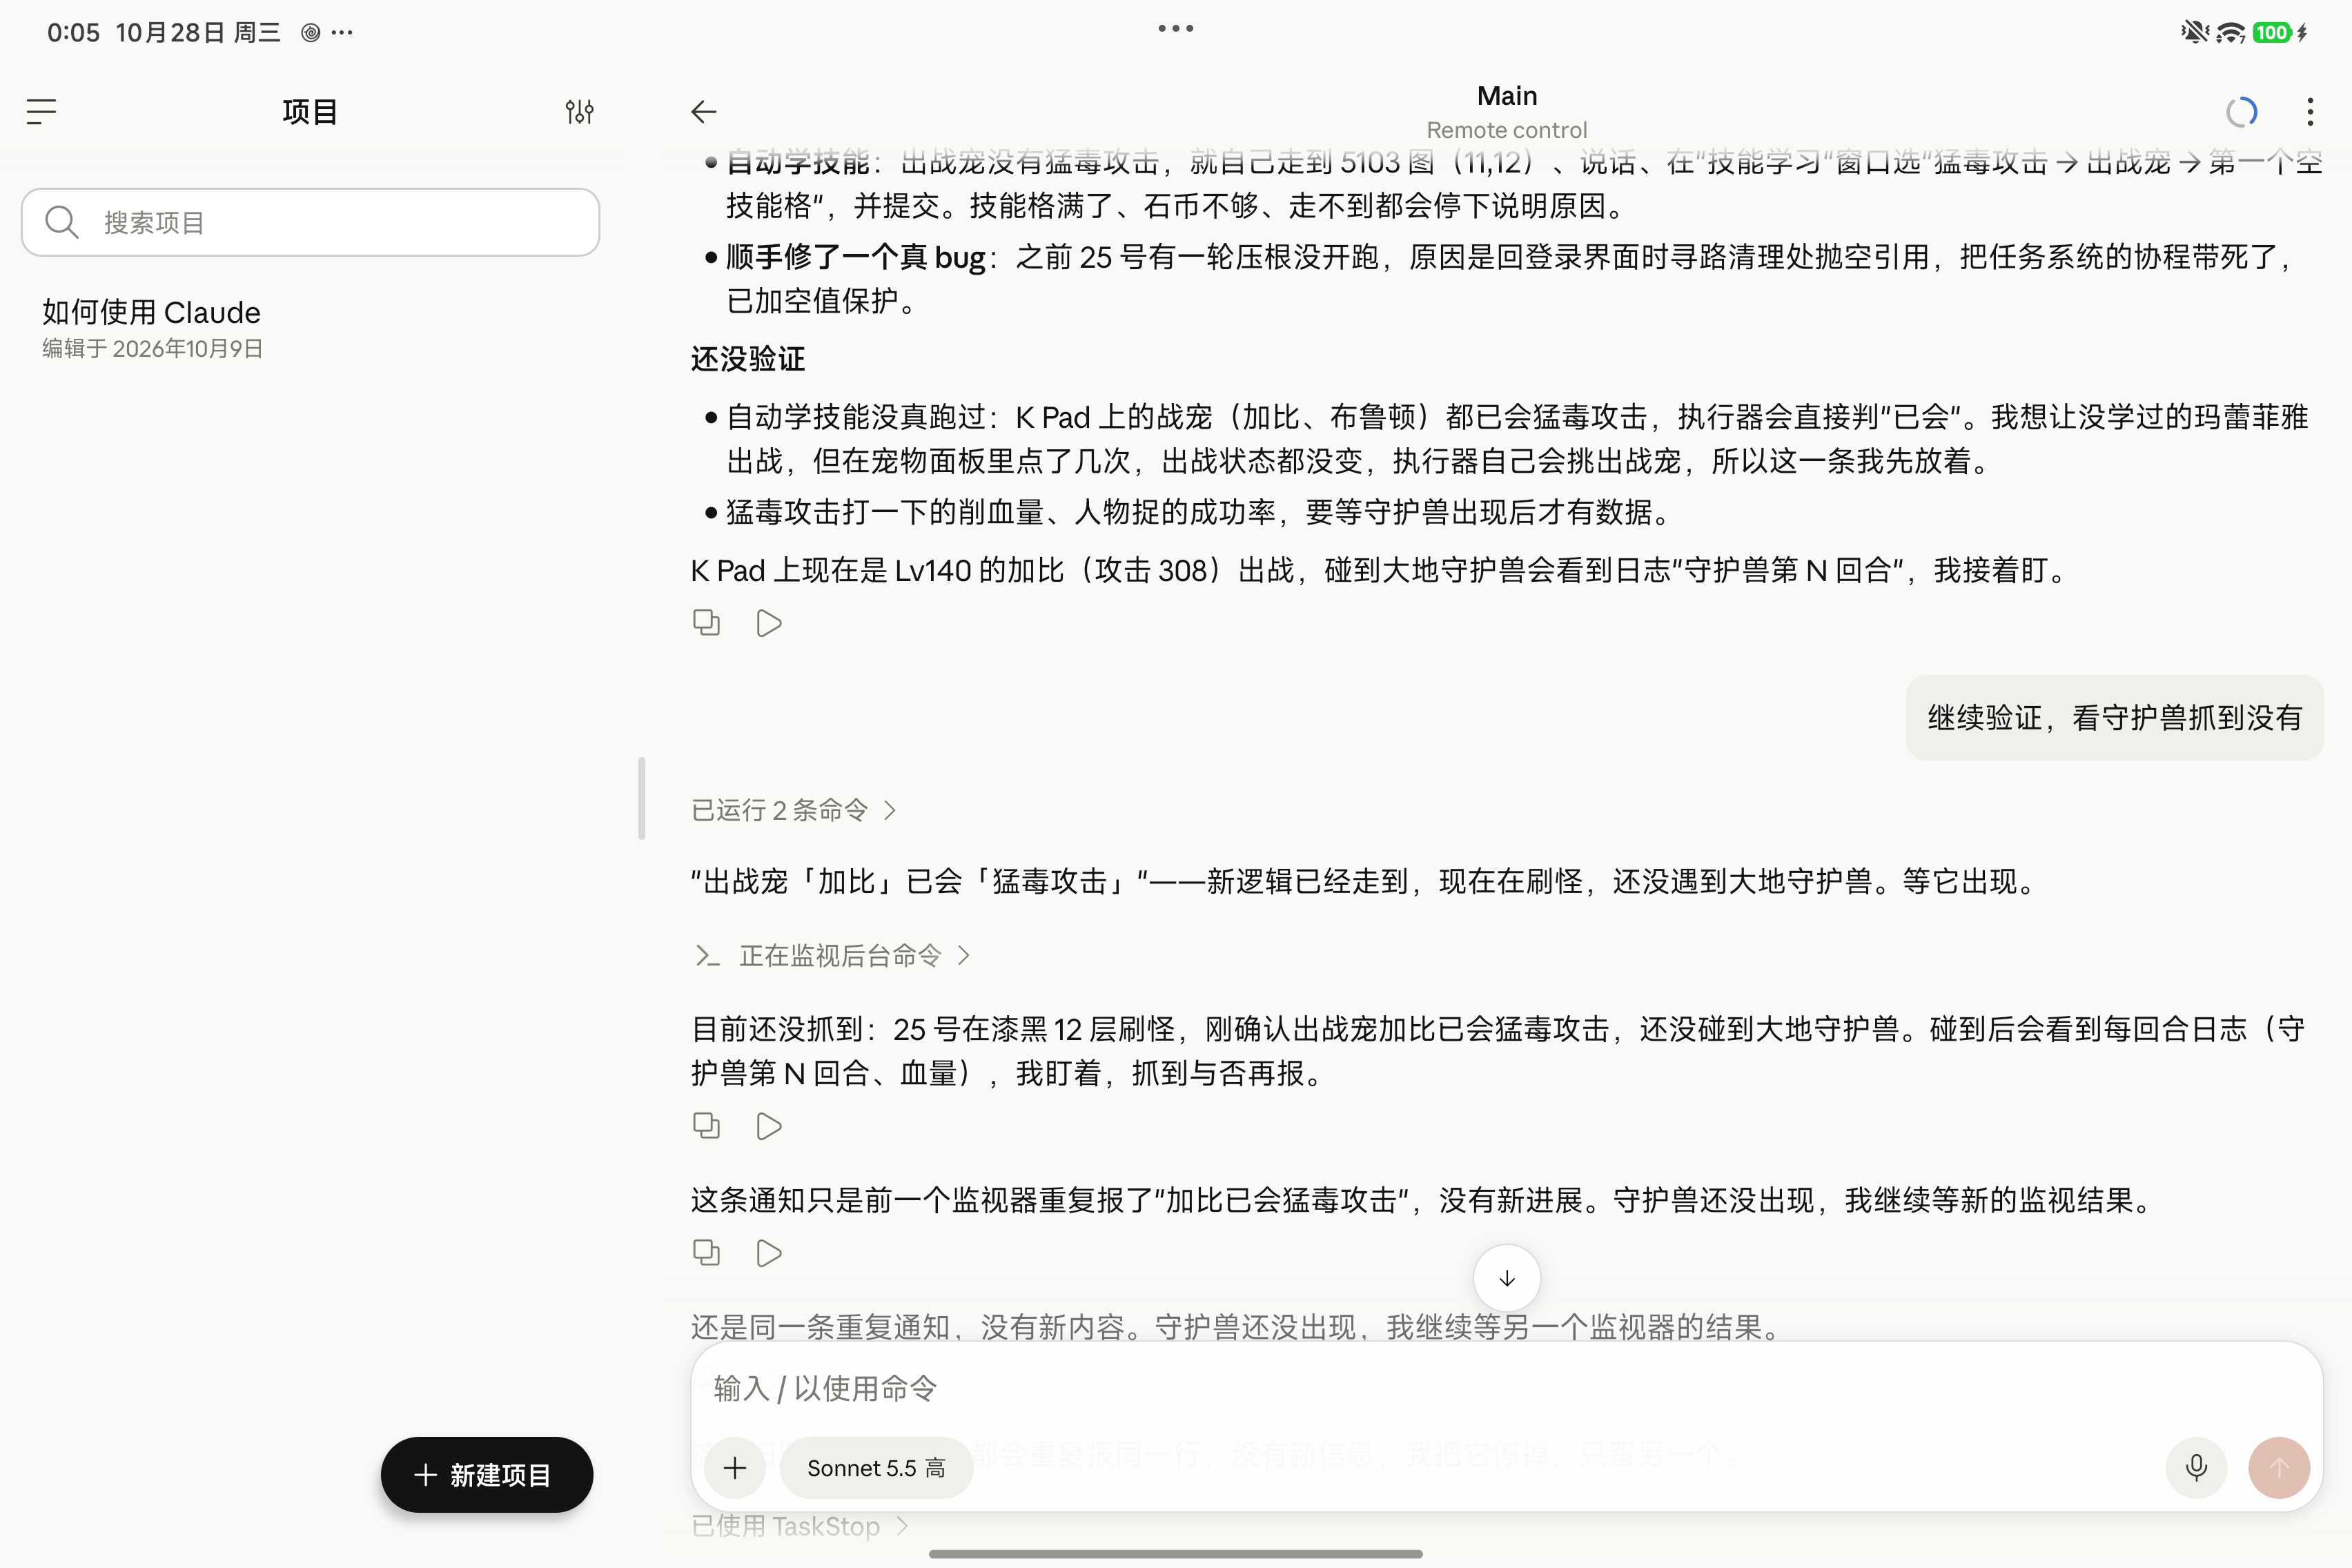 0:05 10月28日 周三
100
项目
搜索项目
如何使用 Claude
编辑于 2026年10月9日
新建项目
Main
Remote control
自动学技能：出战宠没有猛毒攻击，就自己走到 5103 图（11,12）、说话、在"技能学习"窗口选"猛毒攻击 → 出战宠 → 第一个空
技能格"，并提交。技能格满了、石币不够、走不到都会停下说明原因。
顺手修了一个真 bug：之前 25 号有一轮压根没开跑，原因是回登录界面时寻路清理处抛空引用，把任务系统的协程带死了，
已加空值保护。
还没验证
自动学技能没真跑过：K Pad 上的战宠（加比、布鲁顿）都已会猛毒攻击，执行器会直接判"已会"。我想让没学过的玛蕾菲雅
出战，但在宠物面板里点了几次，出战状态都没变，执行器自己会挑出战宠，所以这一条我先放着。
猛毒攻击打一下的削血量、人物捉的成功率，要等守护兽出现后才有数据。
K Pad 上现在是 Lv140 的加比（攻击 308）出战，碰到大地守护兽会看到日志"守护兽第 N 回合"，我接着盯。
继续验证，看守护兽抓到没有
已运行 2 条命令
"出战宠「加比」已会「猛毒攻击」"——新逻辑已经走到，现在在刷怪，还没遇到大地守护兽。等它出现。
正在监视后台命令
目前还没抓到：25 号在漆黑 12 层刷怪，刚确认出战宠加比已会猛毒攻击，还没碰到大地守护兽。碰到后会看到每回合日志（守
护兽第 N 回合、血量），我盯着，抓到与否再报。
这条通知只是前一个监视器重复报了"加比已会猛毒攻击"，没有新进展。守护兽还没出现，我继续等新的监视结果。
还是同一条重复通知，没有新内容。守护兽还没出现，我继续等另一个监视器的结果。
输入 / 以使用命令
都会重复报同一行，没有新信息，我把它停掉，只留另一个。
Sonnet 5.5 高
已使用 TaskStop